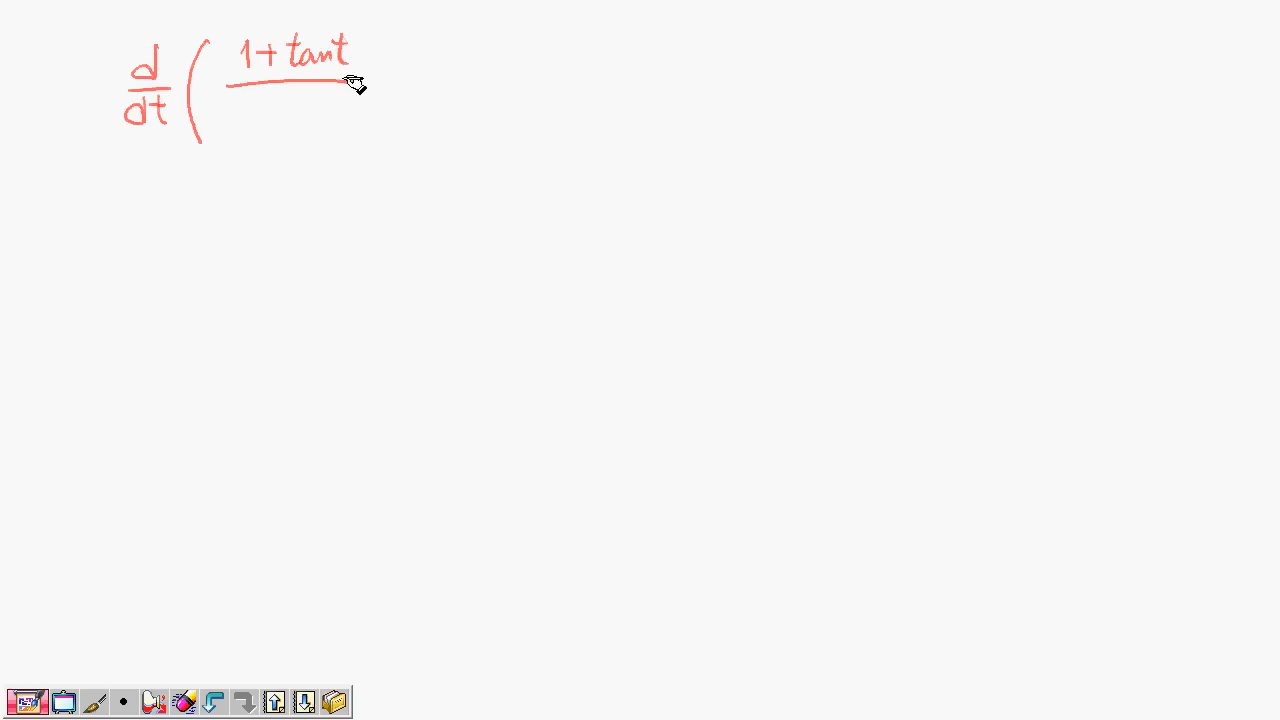 d/dt ( 1 + tant